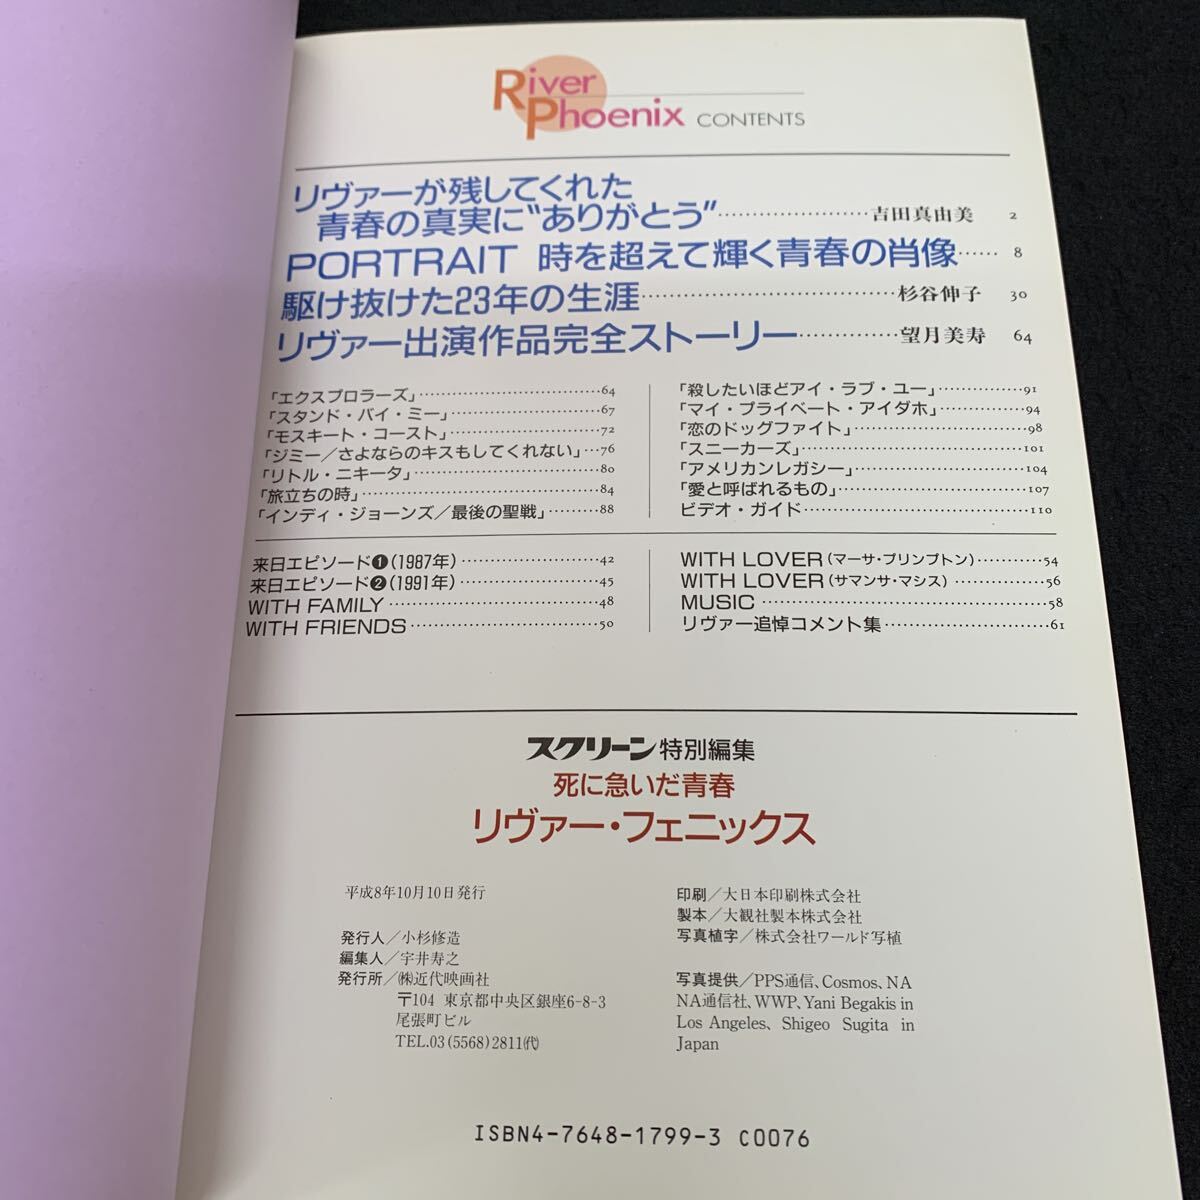 River
Phoenix CONTENTS
リヴァーが残してくれた
青春の真実に“ありがとう”……………………吉田真由美 2
PORTRAIT 時を超えて輝く青春の肖像…… 8
駆け抜けた23年の生涯……………………………杉谷伸子 30
リヴァー出演作品完全ストーリー……………望月美寿 64
「エクスプロラーズ」……………………64
「スタンド・バイ・ミー」……………………67
「モスキート・コースト」……………………72
「ジミー／さよならのキスもしてくれない」…76
「リトル・ニキータ」……………………80
「旅立ちの時」……………………84
「インディ・ジョーンズ／最後の聖戦」………88
「殺したいほどアイ・ラブ・ユー」……………91
「マイ・プライベート・アイダホ」……………94
「恋のドッグファイト」……………………98
「スニーカーズ」……………………101
「アメリカンレガシー」……………………104
「愛と呼ばれるもの」……………………107
ビデオ・ガイド……………………110
来日エピソード❶(1987年)……………………42
来日エピソード❷(1991年)……………………45
WITH FAMILY……………………48
WITH FRIENDS……………………50
WITH LOVER(マーサ・プリンプトン)…………54
WITH LOVER(サマンサ・マシス)……………56
MUSIC……………………58
リヴァー追悼コメント集……………………61
スクリーン特別編集
死に急いだ青春
リヴァー・フェニックス
平成8年10月10日発行
発行人／小杉修造
編集人／宇井寿之
発行所／㈱近代映画社
〒104 東京都中央区銀座6-8-3
尾張町ビル
TEL.03(5568)2811㈹
印刷／大日本印刷株式会社
製本／大観社製本株式会社
写真植字／株式会社ワールド写植
写真提供／PPS通信、Cosmos、NA
NA通信社、WWP、Yani Begakis in
Los Angeles、Shigeo Sugita in
Japan
ISBN4-7648-1799-3 C0076